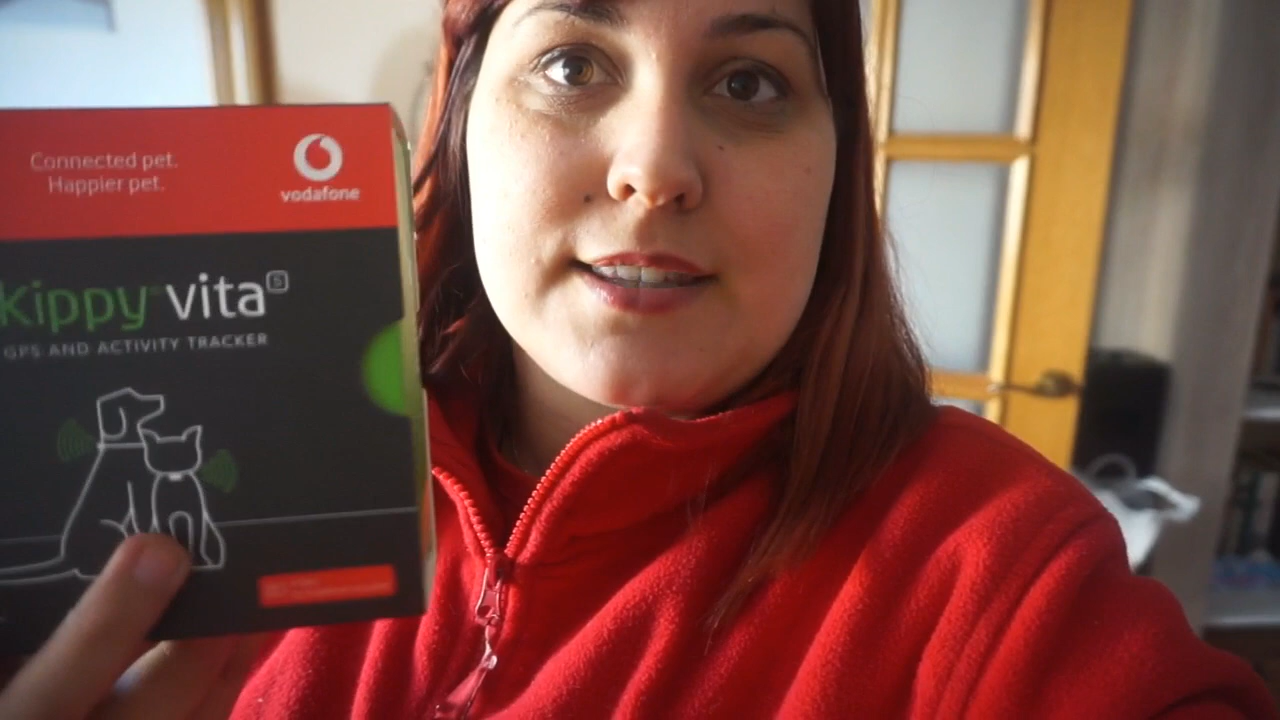 Connected pet.
Happier pet.
vodafone
Kippy vita S
GPS AND ACTIVITY TRACKER